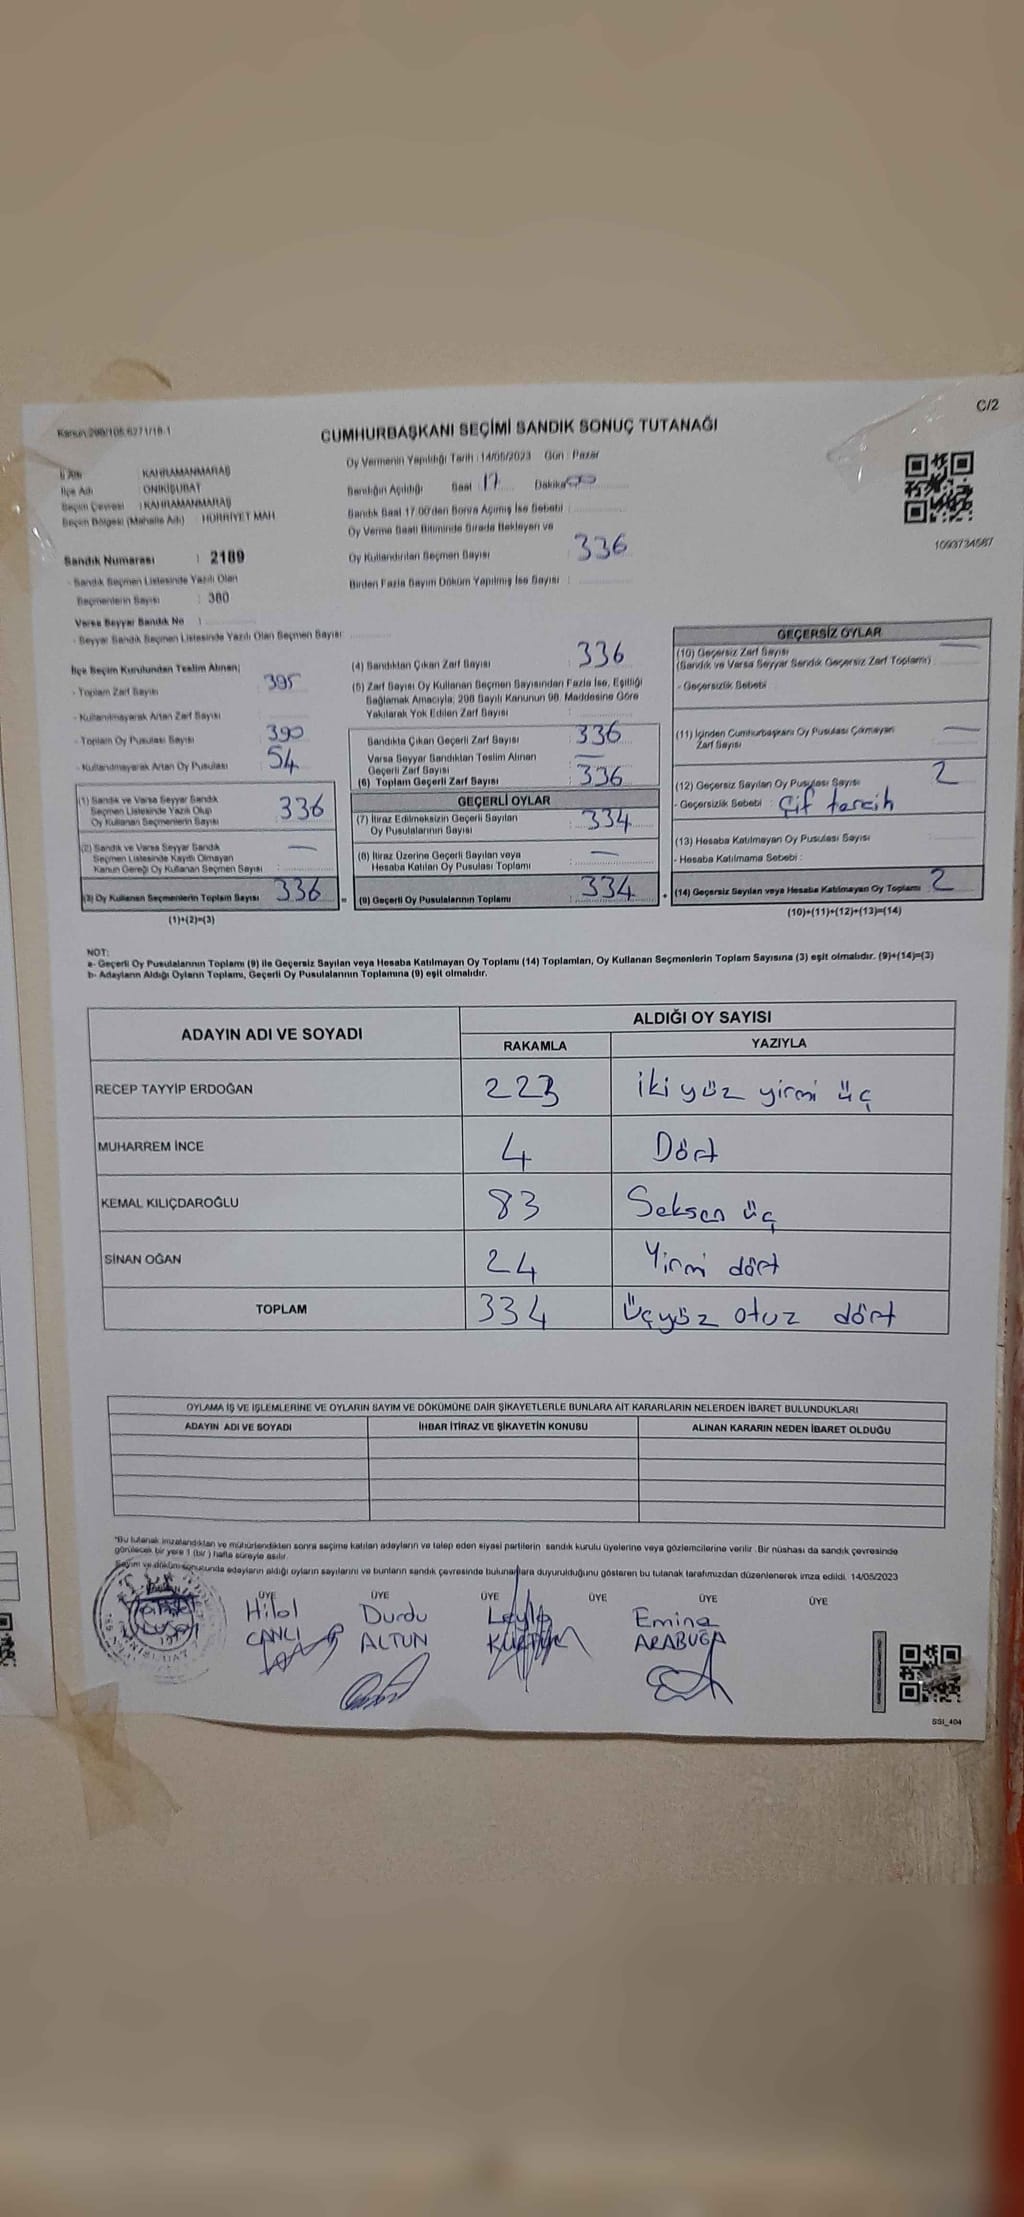 C/2
Kanun:298/105,6271/18-1
CUMHURBAŞKANI SEÇİMİ SANDIK SONUÇ TUTANAĞI
İl Adı : KAHRAMANMARAŞ
İlçe Adı : ONİKİŞUBAT
Seçim Çevresi : KAHRAMANMARAŞ
Seçim Bölgesi (Mahalle Adı) HÜRRİYET MAH.
Sandık Numarası : 2189
- Sandık Seçmen Listesinde Yazılı Olan
Seçmenlerin Sayısı : 380
Varsa Seyyar Sandık No :
- Seyyar Sandık Seçmen Listesinde Yazılı Olan Seçmen Sayısı:
Oy Vermenin Yapıldığı Tarih : 14/05/2023 Gün : Pazar
Sandığın Açıldığı Saat 17 Dakika 00
Sandık Saat 17.00'den Sonra Açılmış İse Sebebi :
Oy Verme Saati Bitiminde Sırada Bekleyen ve
Oy Kullandırılan Seçmen Sayısı 336
Birden Fazla Sayım Döküm Yapılmış İse Sayısı :
1093734587
İlçe Seçim Kurulundan Teslim Alınan;
- Toplam Zarf Sayısı 395
- Kullanılmayarak Artan Zarf Sayısı :
- Toplam Oy Pusulası Sayısı 390
- Kullanılmayarak Artan Oy Pusulası 54
(1) Sandık ve Varsa Seyyar Sandık
Seçmen Listesinde Yazılı Olup
Oy Kullanan Seçmenlerin Sayısı 336
(2) Sandık ve Varsa Seyyar Sandık
Seçmen Listesinde Kayıtlı Olmayan
Kanun Gereği Oy Kullanan Seçmen Sayısı : —
(3) Oy Kullanan Seçmenlerin Toplam Sayısı 336
(1)+(2)=(3)
(4) Sandıktan Çıkan Zarf Sayısı 336
(5) Zarf Sayısı Oy Kullanan Seçmen Sayısından Fazla İse, Eşitliği
Sağlamak Amacıyla; 298 Sayılı Kanunun 98. Maddesine Göre
Yakılarak Yok Edilen Zarf Sayısı :
Sandıkta Çıkan Geçerli Zarf Sayısı 336
Varsa Seyyar Sandıktan Teslim Alınan
Geçerli Zarf Sayısı —
(6) Toplam Geçerli Zarf Sayısı 336
GEÇERLİ OYLAR
(7) İtiraz Edilmeksizin Geçerli Sayılan
Oy Pusulalarının Sayısı 334
(8) İtiraz Üzerine Geçerli Sayılan veya
Hesaba Katılan Oy Pusulası Toplamı —
= (9) Geçerli Oy Pusulalarının Toplamı : 334
GEÇERSİZ OYLAR
(10) Geçersiz Zarf Sayısı —
(Sandık ve Varsa Seyyar Sandık Geçersiz Zarf Toplamı)
- Geçersizlik Sebebi
(11) İçinden Cumhurbaşkanı Oy Pusulası Çıkmayan
Zarf Sayısı —
(12) Geçersiz Sayılan Oy Pusulası Sayısı 2
- Geçersizlik Sebebi : Çif tercih
(13) Hesaba Katılmayan Oy Pusulası Sayısı
- Hesaba Katılmama Sebebi :
+ (14) Geçersiz Sayılan veya Hesaba Katılmayan Oy Toplamı 2
(10)+(11)+(12)+(13)=(14)
NOT:
a- Geçerli Oy Pusulalarının Toplamı (9) ile Geçersiz Sayılan veya Hesaba Katılmayan Oy Toplamı (14) Toplamları, Oy Kullanan Seçmenlerin Toplam Sayısına (3) eşit olmalıdır. (9)+(14)=(3)
b- Adayların Aldığı Oyların Toplamı, Geçerli Oy Pusulalarının Toplamına (9) eşit olmalıdır.
ADAYIN ADI VE SOYADI
ALDIĞI OY SAYISI
RAKAMLA YAZIYLA
RECEP TAYYİP ERDOĞAN 223 iki yüz yirmi üç
MUHARREM İNCE 4 Dört
KEMAL KILIÇDAROĞLU 83 Seksen üç
SİNAN OĞAN 24 Yirmi dört
TOPLAM 334 Üçyüz otuz dört
OYLAMA İŞ VE İŞLEMLERİNE VE OYLARIN SAYIM VE DÖKÜMÜNE DAİR ŞİKAYETLERLE BUNLARA AİT KARARLARIN NELERDEN İBARET BULUNDUKLARI
ADAYIN ADI VE SOYADI İHBAR İTİRAZ VE ŞİKAYETİN KONUSU ALINAN KARARIN NEDEN İBARET OLDUĞU
*Bu tutanak imzalandıktan ve mühürlendikten sonra seçime katılan adayların ve talep eden siyasi partilerin sandık kurulu üyelerine veya gözlemcilerine verilir. Bir nüshası da sandık çevresinde
görülecek bir yere 1 (bir) hafta süreyle asılır.
Sayım ve döküm sonucunda adayların aldığı oyların sayılarını ve bunların sandık çevresinde bulunanlara duyurulduğunu gösteren bu tutanak tarafımızdan düzenlenerek imza edildi. 14/05/2023
ÜYE ÜYE ÜYE ÜYE ÜYE ÜYE
Hilal Durdu Leyla Emine
CANLI ALTUN ARABUĞA
SSI_404